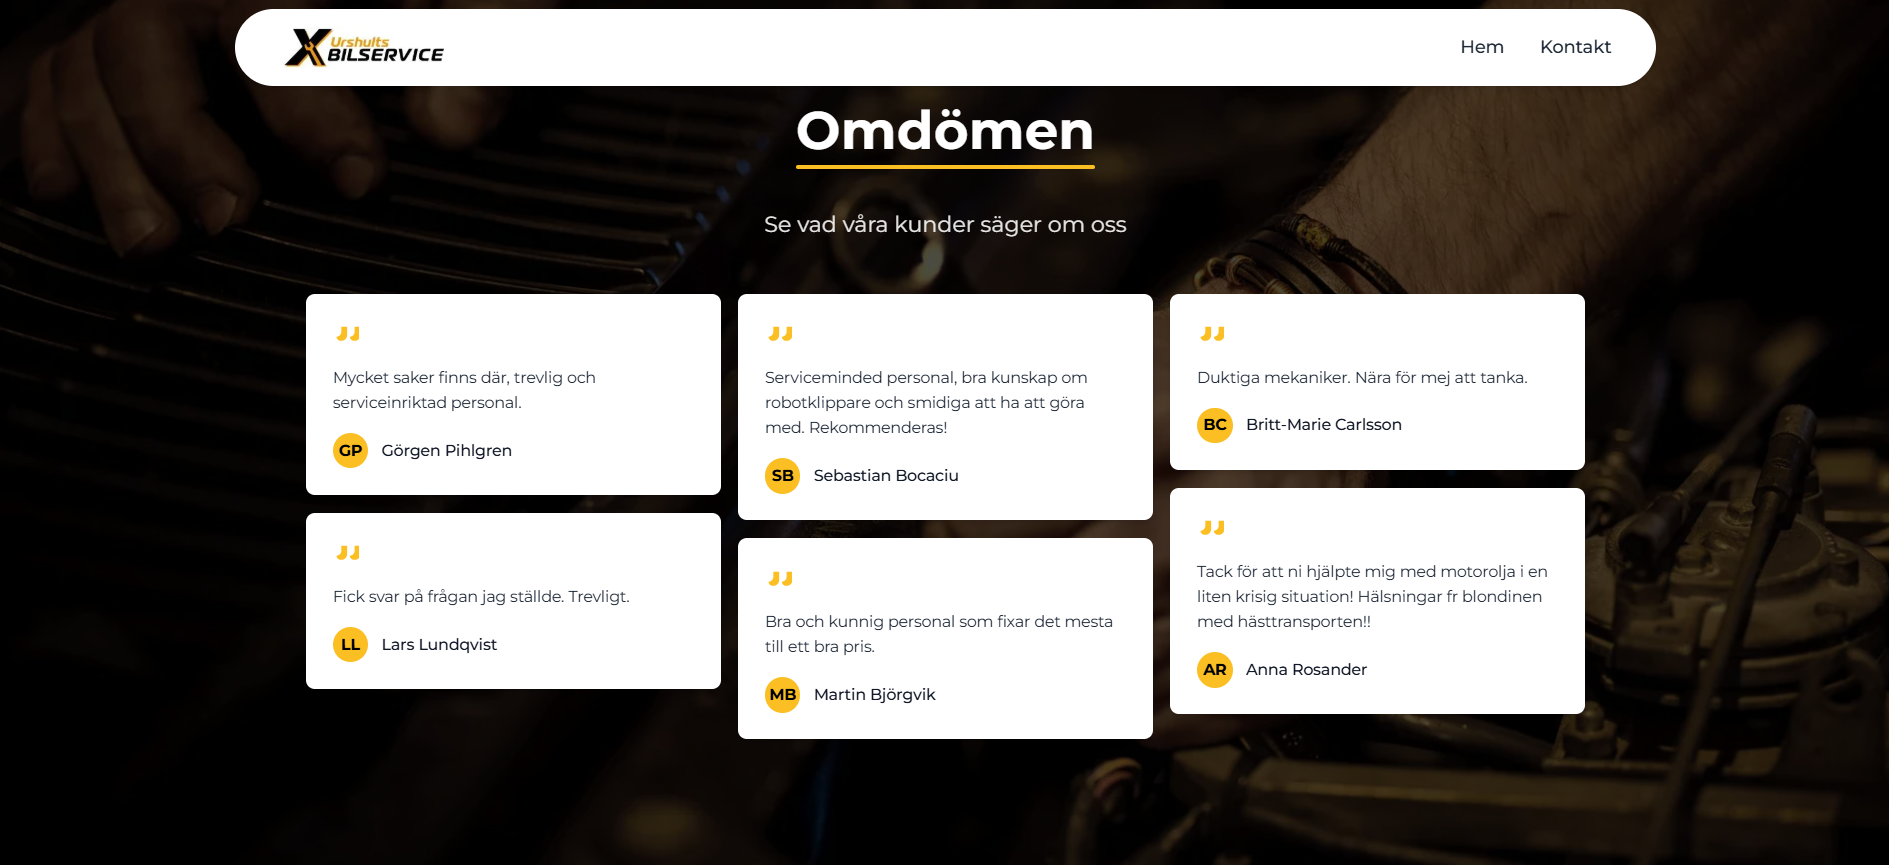 Urshults
BILSERVICE
Hem
Kontakt
Omdömen
Se vad våra kunder säger om oss
Mycket saker finns där, trevlig och
serviceinriktad personal.
GP
Görgen Pihlgren
Fick svar på frågan jag ställde. Trevligt.
LL
Lars Lundqvist
Serviceminded personal, bra kunskap om
robotklippare och smidiga att ha att göra
med. Rekommenderas!
SB
Sebastian Bocaciu
Bra och kunnig personal som fixar det mesta
till ett bra pris.
MB
Martin Björgvik
Duktiga mekaniker. Nära för mej att tanka.
BC
Britt-Marie Carlsson
Tack för att ni hjälpte mig med motorolja i en
liten krisig situation! Hälsningar fr blondinen
med hästtransporten!!
AR
Anna Rosander